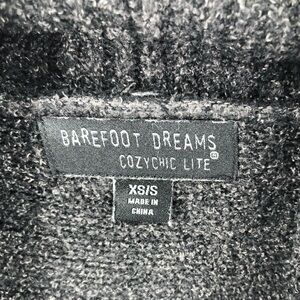 BAREFOOT DREAMS®
COZYCHIC LITE
XS/S
MADE IN
CHINA